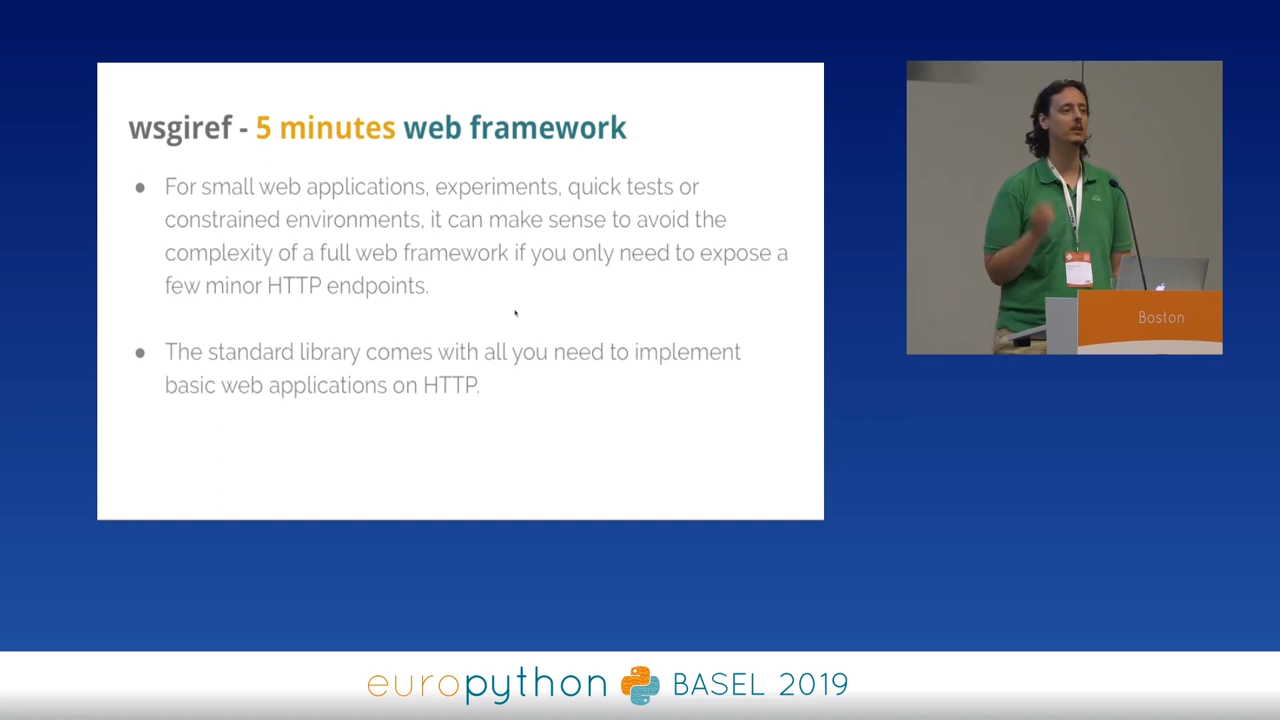 wsgiref - 5 minutes web framework
● For small web applications, experiments, quick tests or
constrained environments, it can make sense to avoid the
complexity of a full web framework if you only need to expose a
few minor HTTP endpoints.
● The standard library comes with all you need to implement
basic web applications on HTTP.
Boston
europython BASEL 2019